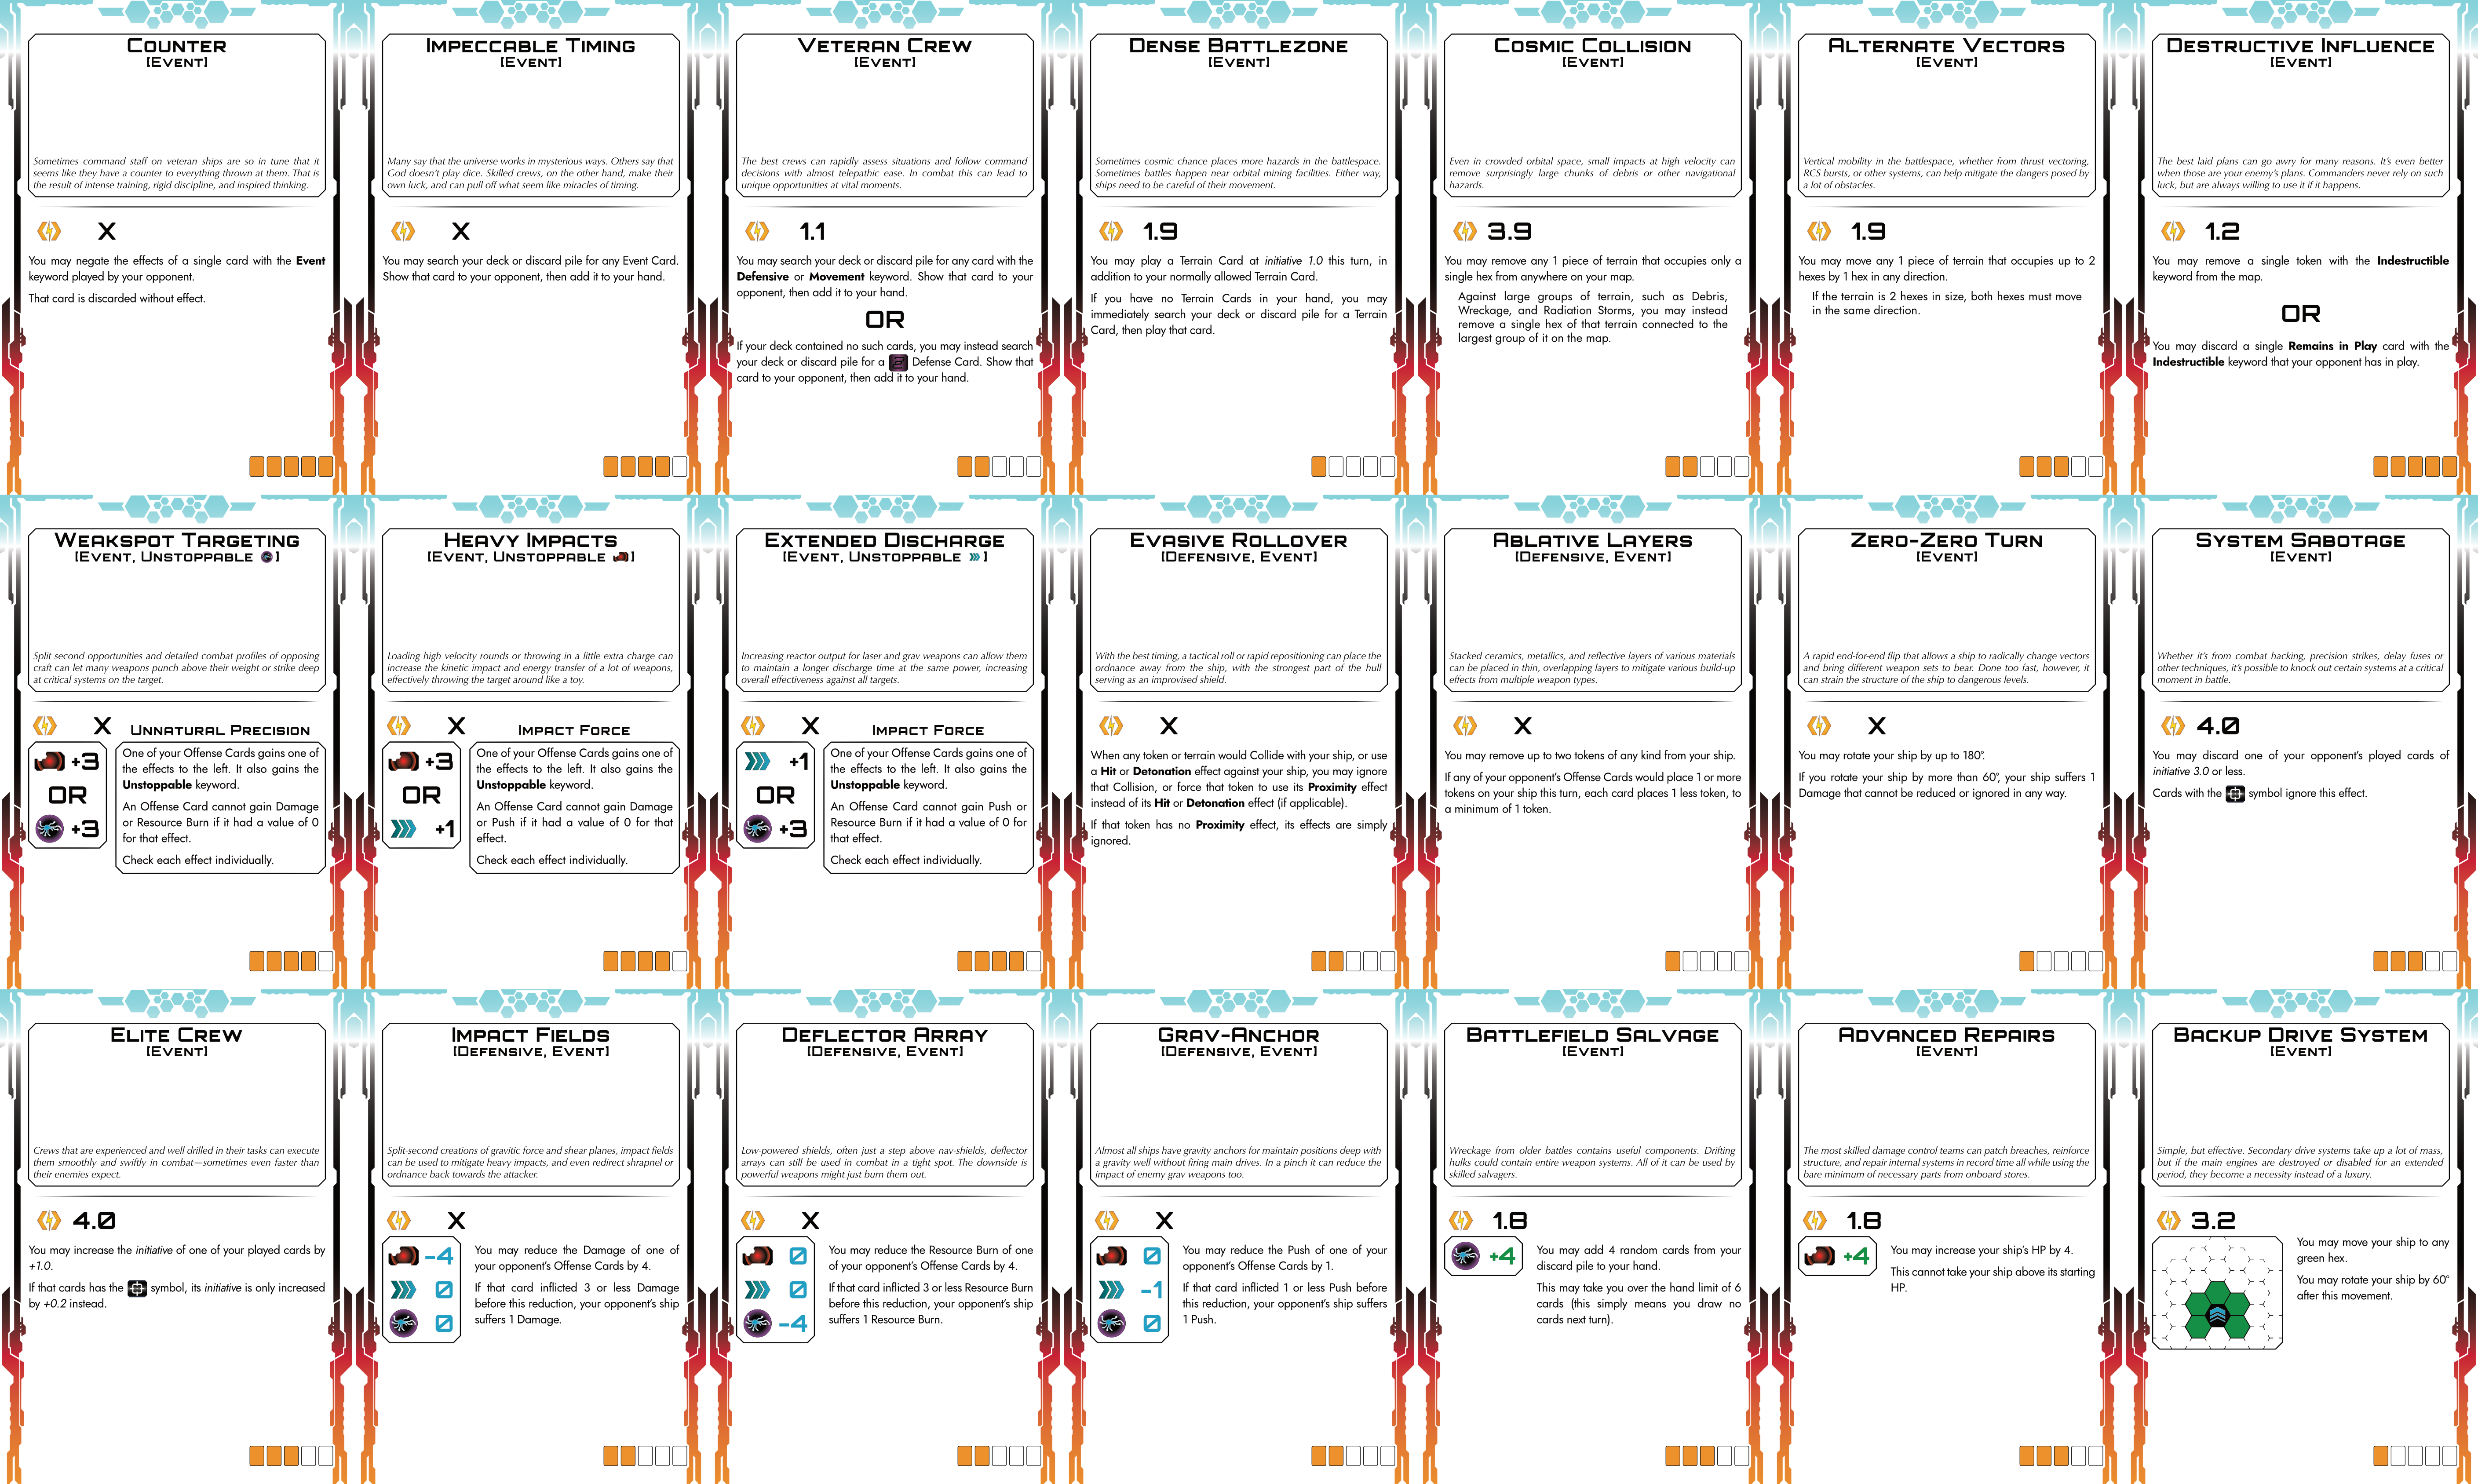 COUNTER
[EVENT]
Sometimes command staff on veteran ships are so in tune that it
seems like they have a counter to everything thrown at them. That is
the result of intense training, rigid discipline, and inspired thinking.
X
You may negate the effects of a single card with the Event
keyword played by your opponent.
That card is discarded without effect.
IMPECCABLE TIMING
[EVENT]
Many say that the universe works in mysterious ways. Others say that
God doesn't play dice. Skilled crews, on the other hand, make their
own luck, and can pull off what seem like miracles of timing.
X
You may search your deck or discard pile for any Event Card.
Show that card to your opponent, then add it to your hand.
VETERAN CREW
[EVENT]
The best crews can rapidly assess situations and follow command
decisions with almost telepathic ease. In combat this can lead to
unique opportunities at vital moments.
1.1
You may search your deck or discard pile for any card with the
Defensive or Movement keyword. Show that card to your
opponent, then add it to your hand.
OR
If your deck contained no such cards, you may instead search
your deck or discard pile for a Defense Card. Show that
card to your opponent, then add it to your hand.
DENSE BATTLEZONE
[EVENT]
Sometimes cosmic chance places more hazards in the battlespace.
Sometimes battles happen near orbital mining facilities. Either way,
ships need to be careful of their movement.
1.9
You may play a Terrain Card at initiative 1.0 this turn, in
addition to your normally allowed Terrain Card.
If you have no Terrain Cards in your hand, you may
immediately search your deck or discard pile for a Terrain
Card, then play that card.
COSMIC COLLISION
[EVENT]
Even in crowded orbital space, small impacts at high velocity can
remove surprisingly large chunks of debris or other navigational
hazards.
3.9
You may remove any 1 piece of terrain that occupies only a
single hex from anywhere on your map.
Against large groups of terrain, such as Debris,
Wreckage, and Radiation Storms, you may instead
remove a single hex of that terrain connected to the
largest group of it on the map.
ALTERNATE VECTORS
[EVENT]
Vertical mobility in the battlespace, whether from thrust vectoring,
RCS bursts, or other systems, can help mitigate the dangers posed by
a lot of obstacles.
1.9
You may move any 1 piece of terrain that occupies up to 2
hexes by 1 hex in any direction.
If the terrain is 2 hexes in size, both hexes must move
in the same direction.
DESTRUCTIVE INFLUENCE
[EVENT]
The best laid plans can go awry for many reasons. It's even better
when those are your enemy's plans. Commanders never rely on such
luck, but are always willing to use it if it happens.
1.2
You may remove a single token with the Indestructible
keyword from the map.
OR
You may discard a single Remains in Play card with the
Indestructible keyword that your opponent has in play.
WEAKSPOT TARGETING
[EVENT, UNSTOPPABLE ]
Split second opportunities and detailed combat profiles of opposing
craft can let many weapons punch above their weight or strike deep
at critical systems on the target.
X UNNATURAL PRECISION
+3
OR
+3
One of your Offense Cards gains one of
the effects to the left. It also gains the
Unstoppable keyword.
An Offense Card cannot gain Damage
or Resource Burn if it had a value of 0
for that effect.
Check each effect individually.
HEAVY IMPACTS
[EVENT, UNSTOPPABLE ]
Loading high velocity rounds or throwing in a little extra charge can
increase the kinetic impact and energy transfer of a lot of weapons,
effectively throwing the target around like a toy.
X IMPACT FORCE
+3
OR
+1
One of your Offense Cards gains one of
the effects to the left. It also gains the
Unstoppable keyword.
An Offense Card cannot gain Damage
or Push if it had a value of 0 for that
effect.
Check each effect individually.
EXTENDED DISCHARGE
[EVENT, UNSTOPPABLE ]
Increasing reactor output for laser and grav weapons can allow them
to maintain a longer discharge time at the same power, increasing
overall effectiveness against all targets.
X IMPACT FORCE
+1
OR
+3
One of your Offense Cards gains one of
the effects to the left. It also gains the
Unstoppable keyword.
An Offense Card cannot gain Push or
Resource Burn if it had a value of 0 for
that effect.
Check each effect individually.
EVASIVE ROLLOVER
[DEFENSIVE, EVENT]
With the best timing, a tactical roll or rapid repositioning can place the
ordnance away from the ship, with the strongest part of the hull
serving as an improvised shield.
X
When any token or terrain would Collide with your ship, or use
a Hit or Detonation effect against your ship, you may ignore
that Collision, or force that token to use its Proximity effect
instead of its Hit or Detonation effect (if applicable).
If that token has no Proximity effect, its effects are simply
ignored.
ABLATIVE LAYERS
[DEFENSIVE, EVENT]
Stacked ceramics, metallics, and reflective layers of various materials
can be placed in thin, overlapping layers to mitigate various build-up
effects from multiple weapon types.
X
You may remove up to two tokens of any kind from your ship.
If any of your opponent's Offense Cards would place 1 or more
tokens on your ship this turn, each card places 1 less token, to
a minimum of 1 token.
ZERO-ZERO TURN
[EVENT]
A rapid end-for-end flip that allows a ship to radically change vectors
and bring different weapon sets to bear. Done too fast, however, it
can strain the structure of the ship to dangerous levels.
X
You may rotate your ship by up to 180°.
If you rotate your ship by more than 60°, your ship suffers 1
Damage that cannot be reduced or ignored in any way.
SYSTEM SABOTAGE
[EVENT]
Whether it's from combat hacking, precision strikes, delay fuses or
other techniques, it's possible to knock out certain systems at a critical
moment in battle.
4.0
You may discard one of your opponent's played cards of
initiative 3.0 or less.
Cards with the symbol ignore this effect.
ELITE CREW
[EVENT]
Crews that are experienced and well drilled in their tasks can execute
them smoothly and swiftly in combat—sometimes even faster than
their enemies expect.
4.0
You may increase the initiative of one of your played cards by
+1.0.
If that cards has the symbol, its initiative is only increased
by +0.2 instead.
IMPACT FIELDS
[DEFENSIVE, EVENT]
Split-second creations of gravitic force and shear planes, impact fields
can be used to mitigate heavy impacts, and even redirect shrapnel or
ordnance back towards the attacker.
X
-4
0
0
You may reduce the Damage of one of
your opponent's Offense Cards by 4.
If that card inflicted 3 or less Damage
before this reduction, your opponent's ship
suffers 1 Damage.
DEFLECTOR ARRAY
[DEFENSIVE, EVENT]
Low-powered shields, often just a step above nav-shields, deflector
arrays can still be used in combat in a tight spot. The downside is
powerful weapons might just burn them out.
X
0
0
-4
You may reduce the Resource Burn of one
of your opponent's Offense Cards by 4.
If that card inflicted 3 or less Resource Burn
before this reduction, your opponent's ship
suffers 1 Resource Burn.
GRAV-ANCHOR
[DEFENSIVE, EVENT]
Almost all ships have gravity anchors for maintain positions deep with
a gravity well without firing main drives. In a pinch it can reduce the
impact of enemy grav weapons too.
X
0
-1
0
You may reduce the Push of one of your
opponent's Offense Cards by 1.
If that card inflicted 1 or less Push before
this reduction, your opponent's ship suffers
1 Push.
BATTLEFIELD SALVAGE
[EVENT]
Wreckage from older battles contains useful components. Drifting
hulks could contain entire weapon systems. All of it can be used by
skilled salvagers.
1.8
+4
You may add 4 random cards from your
discard pile to your hand.
This may take you over the hand limit of 6
cards (this simply means you draw no
cards next turn).
ADVANCED REPAIRS
[EVENT]
The most skilled damage control teams can patch breaches, reinforce
structure, and repair internal systems in record time all while using the
bare minimum of necessary parts from onboard stores.
1.8
+4
You may increase your ship's HP by 4.
This cannot take your ship above its starting
HP.
BACKUP DRIVE SYSTEM
[EVENT]
Simple, but effective. Secondary drive systems take up a lot of mass,
but if the main engines are destroyed or disabled for an extended
period, they become a necessity instead of a luxury.
3.2
You may move your ship to any
green hex.
You may rotate your ship by 60°
after this movement.